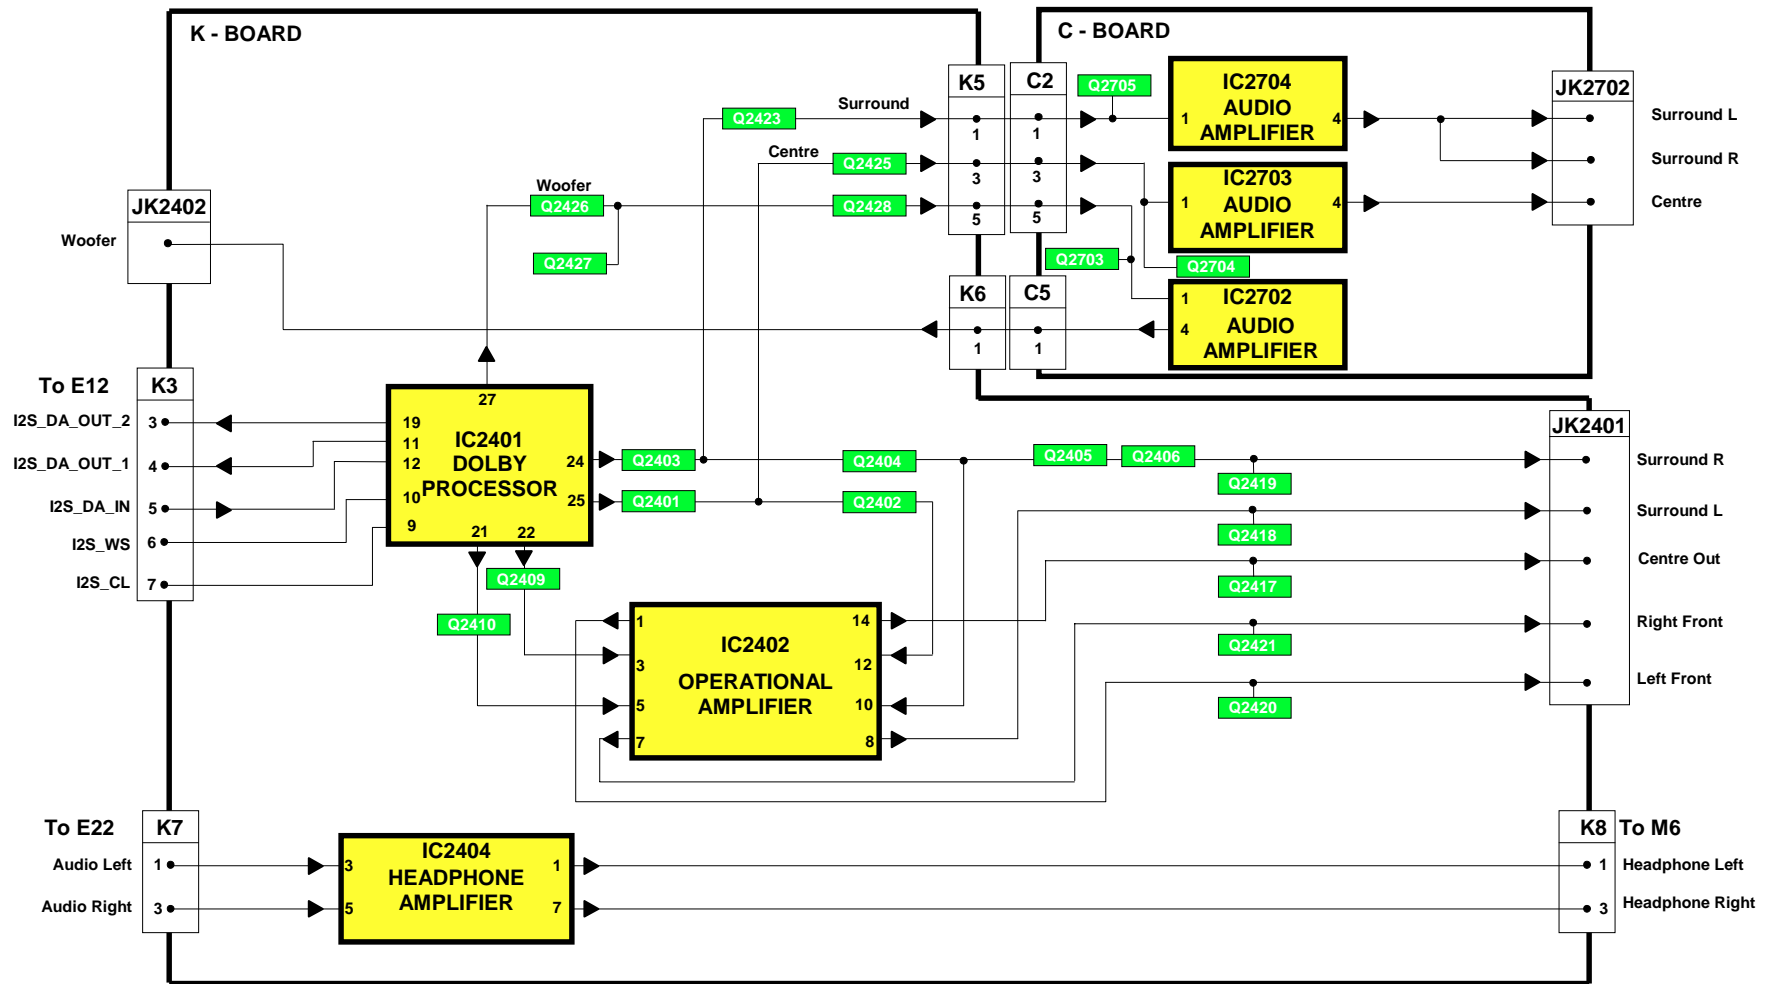 K - BOARD
C - BOARD
K5
C2
Q2705
IC2704
AUDIO
AMPLIFIER
1
4
JK2702
Surround L
Surround R
Centre
Surround
Q2423
1
1
Centre
Q2425
3
3
Woofer
Q2426
Q2428
5
5
Q2427
IC2703
AUDIO
AMPLIFIER
1
4
Q2703
Q2704
JK2402
Woofer
K6
C5
1
1
IC2702
AUDIO
AMPLIFIER
1
4
To E12
K3
I2S_DA_OUT_2
3
I2S_DA_OUT_1
4
I2S_DA_IN
5
I2S_WS
6
I2S_CL
7
27
19
11
12
10
9
21
22
24
25
IC2401
DOLBY
PROCESSOR
Q2403
Q2404
Q2405
Q2406
Q2401
Q2402
Q2409
Q2410
JK2401
Surround R
Q2419
Surround L
Q2418
Centre Out
Q2417
Right Front
Q2421
Left Front
Q2420
1
3
5
7
14
12
10
8
IC2402
OPERATIONAL
AMPLIFIER
To E22
K7
Audio Left
1
Audio Right
3
IC2404
HEADPHONE
AMPLIFIER
3
5
1
7
K8
To M6
1
Headphone Left
3
Headphone Right